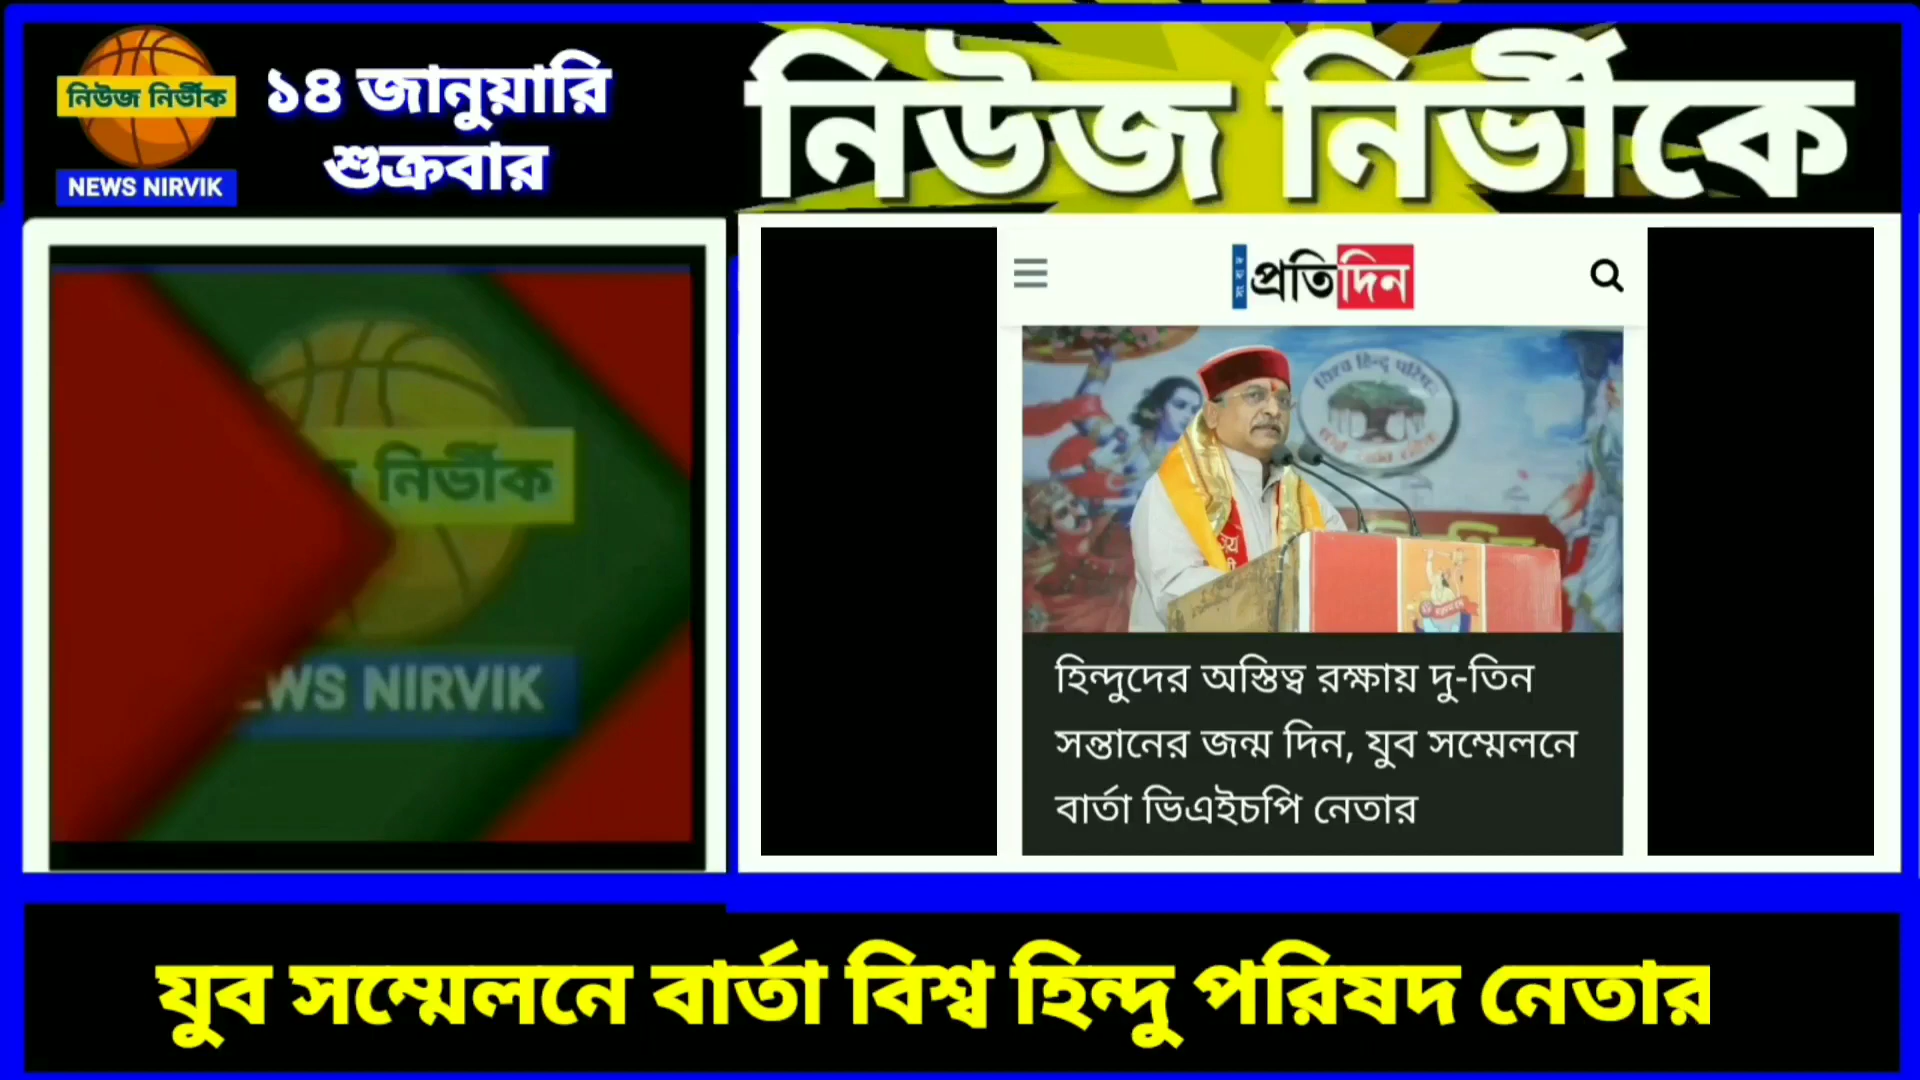 নিউজ নির্ভীক
NEWS NIRVIK
১৪ জানুয়ারি
শুক্রবার
নিউজ নির্ভীকে
নির্ভীক
WS NIRVIK
সংবাদ প্রতিদিন
হিন্দুদের অস্তিত্ব রক্ষায় দু-তিন
সন্তানের জন্ম দিন, যুব সম্মেলনে
বার্তা ভিএইচপি নেতার
যুব সম্মেলনে বার্তা বিশ্ব হিন্দু পরিষদ নেতার